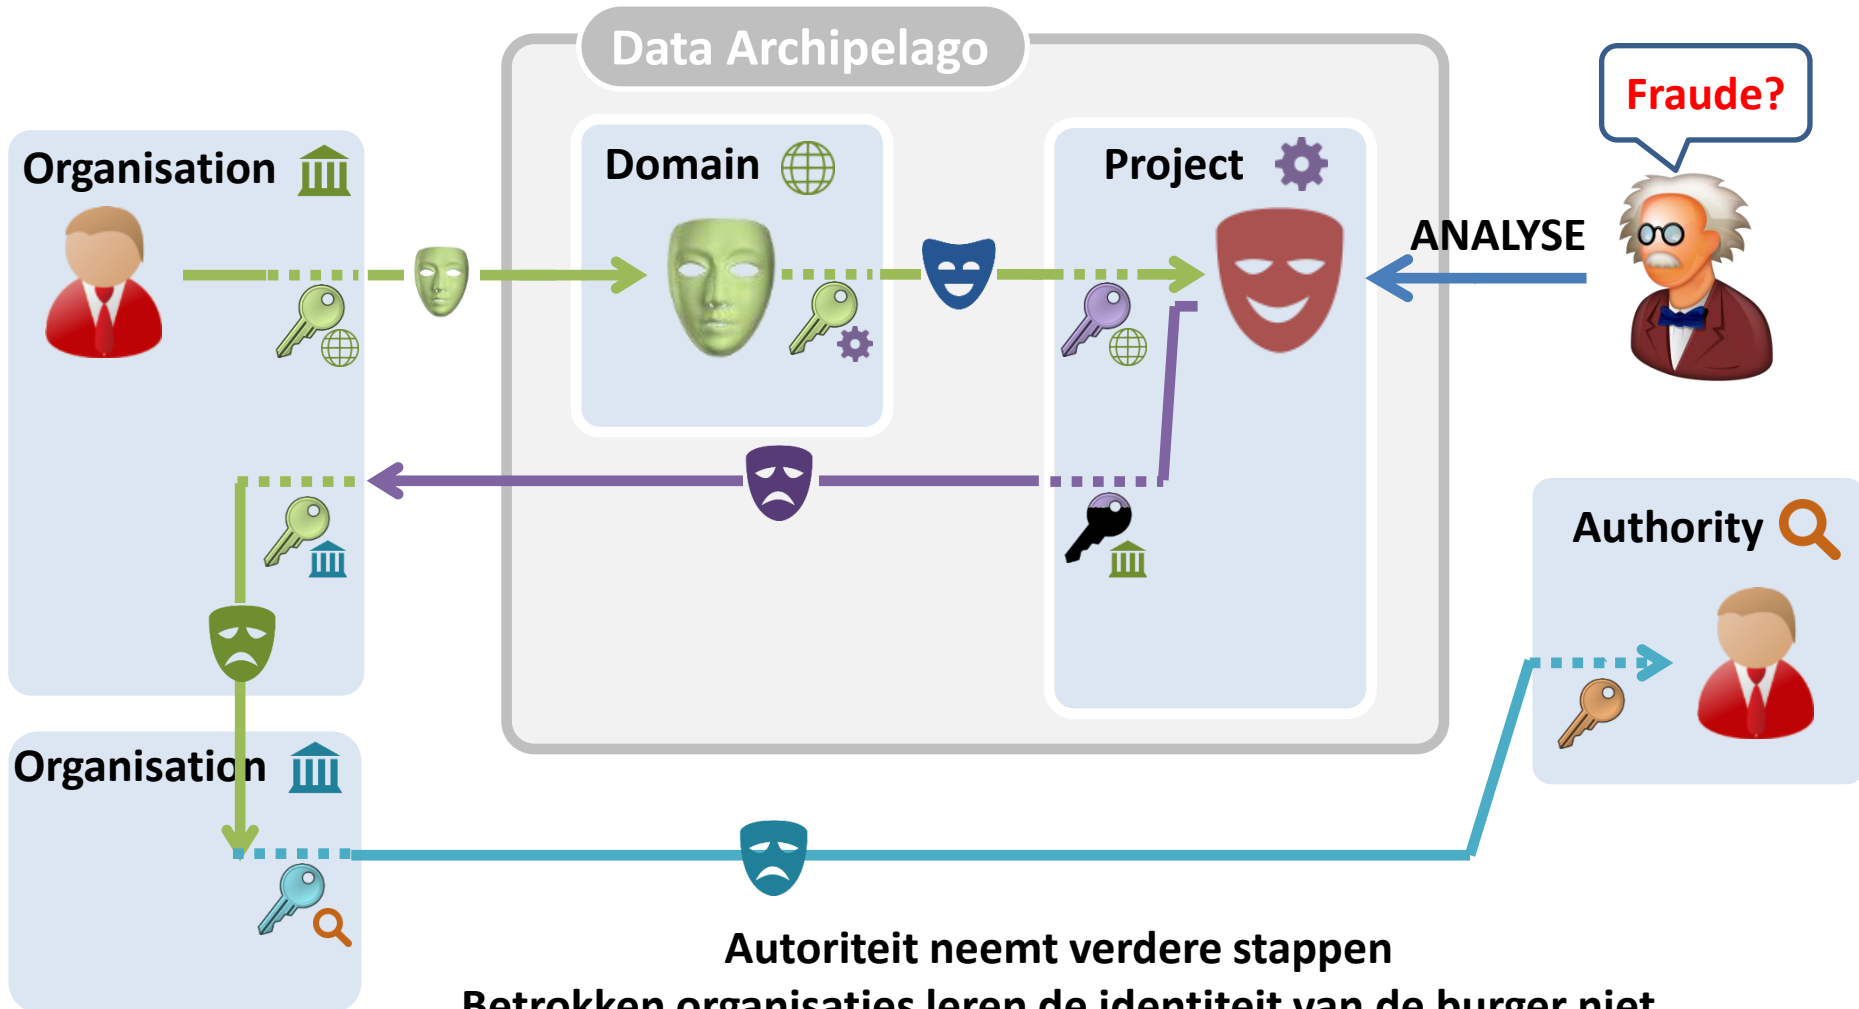 Data Archipelago
Fraude?
Organisation
Domain
Project
ANALYSE
Authority
Organisation
Autoriteit neemt verdere stappen
Betrokken organisaties leren de identiteit van de burger niet